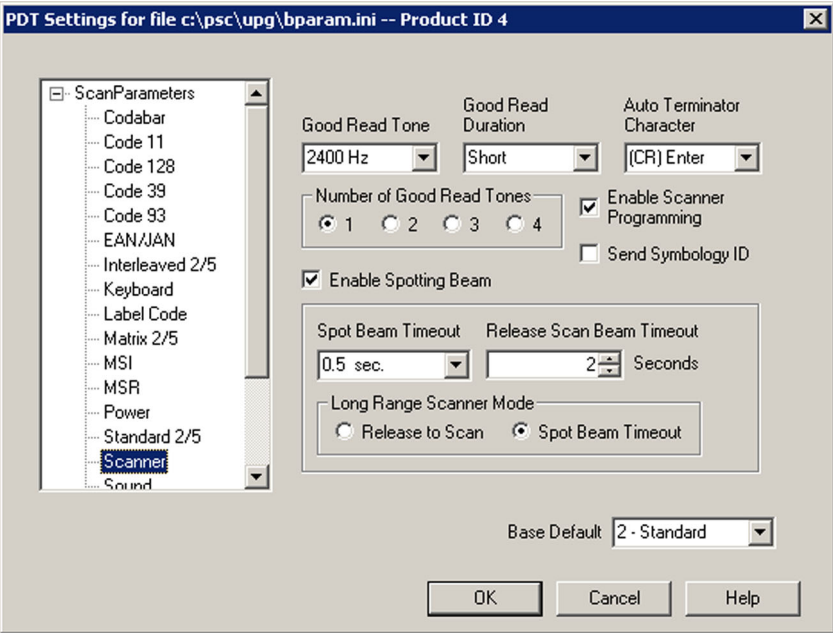 PDT Settings for file c:\psc\upg\bparam.ini -- Product ID 4
ScanParameters
Codabar
Code 11
Code 128
Code 39
Code 93
EAN/JAN
Interleaved 2/5
Keyboard
Label Code
Matrix 2/5
MSI
MSR
Power
Standard 2/5
Scanner
Sound
Good Read Tone
2400 Hz
Good Read
Duration
Short
Auto Terminator
Character
(CR) Enter
Number of Good Read Tones
1 2 3 4
Enable Scanner
Programming
Send Symbology ID
Enable Spotting Beam
Spot Beam Timeout
0.5 sec.
Release Scan Beam Timeout
2 Seconds
Long Range Scanner Mode
Release to Scan Spot Beam Timeout
Base Default 2 - Standard
OK Cancel Help